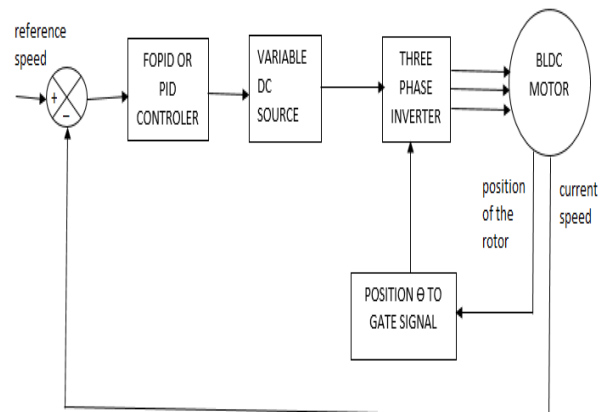 reference
speed
+
−
FOPID OR
PID
CONTROLER
VARIABLE
DC
SOURCE
THREE
PHASE
INVERTER
BLDC
MOTOR
position
of the
rotor
current
speed
POSITION Ө TO
GATE SIGNAL